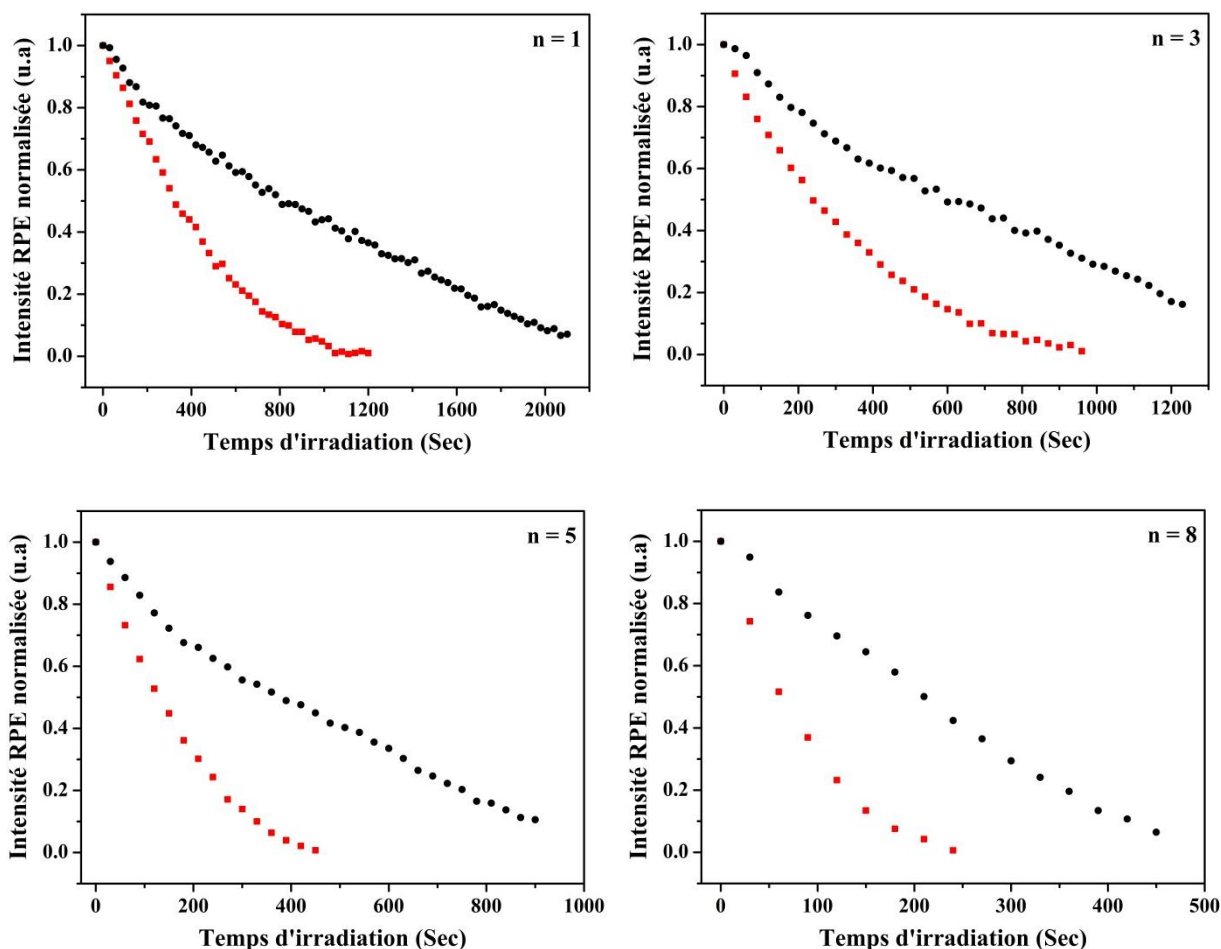 n = 1
1.0
0.8
0.6
0.4
0.2
0.0
Intensité RPE normalisée (u.a)
0 400 800 1200 1600 2000
Temps d'irradiation (Sec)
n = 3
1.0
0.8
0.6
0.4
0.2
0.0
Intensité RPE normalisée (u.a)
0 200 400 600 800 1000 1200
Temps d'irradiation (Sec)
n = 5
1.0
0.8
0.6
0.4
0.2
0.0
Intensité RPE normalisée (u.a)
0 200 400 600 800 1000
Temps d'irradiation (Sec)
n = 8
1.0
0.8
0.6
0.4
0.2
0.0
Intensité RPE normalisée (u.a)
0 100 200 300 400 500
Temps d'irradiation (Sec)